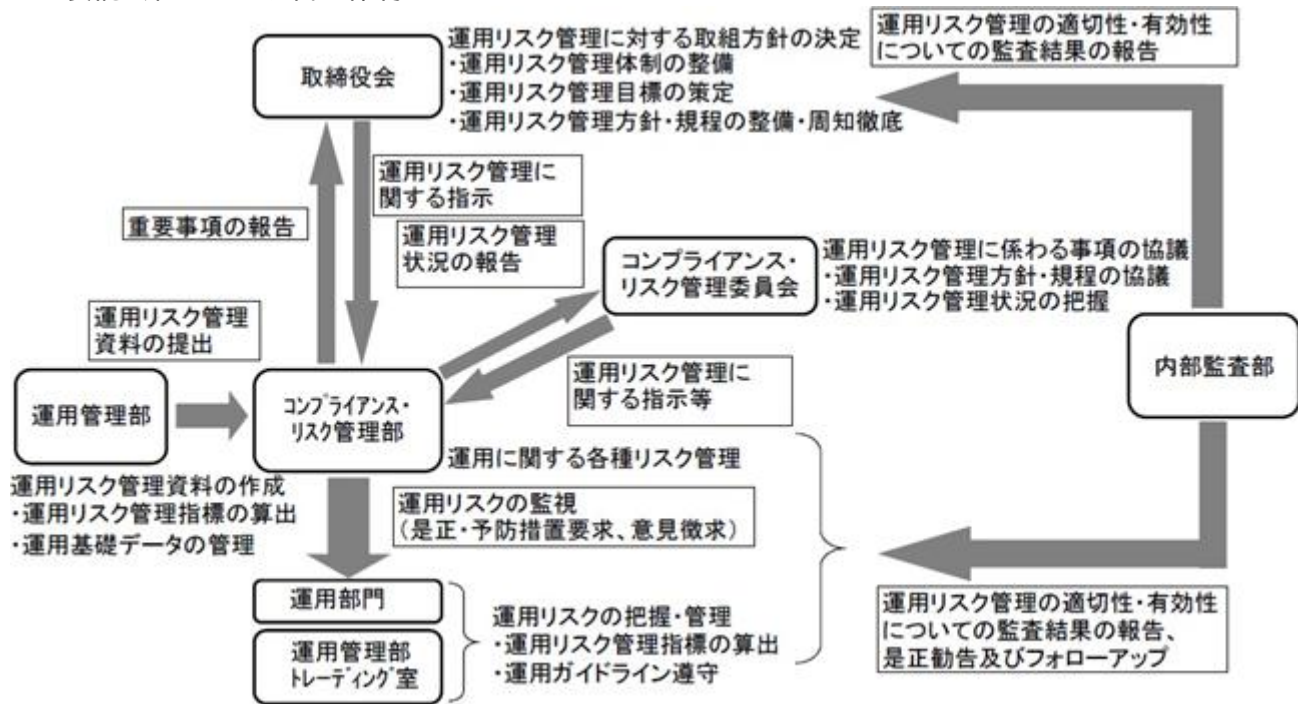 取締役会
運用リスク管理に対する取組方針の決定
・運用リスク管理体制の整備
・運用リスク管理目標の策定
・運用リスク管理方針・規程の整備・周知徹底
運用リスク管理の適切性・有効性
についての監査結果の報告
運用リスク管理に
関する指示
重要事項の報告
運用リスク管理
状況の報告
コンプライアンス・
リスク管理委員会
運用リスク管理に係わる事項の協議
・運用リスク管理方針・規程の協議
・運用リスク管理状況の把握
運用リスク管理
資料の提出
内部監査部
運用管理部
コンプライアンス・
リスク管理部
運用リスク管理に
関する指示等
運用に関する各種リスク管理
運用リスク管理資料の作成
・運用リスク管理指標の算出
・運用基礎データの管理
運用リスクの監視
（是正・予防措置要求、意見徴求）
運用部門
運用管理部
トレーディング室
運用リスクの把握・管理
・運用リスク管理指標の算出
・運用ガイドライン遵守
運用リスク管理の適切性・有効性
についての監査結果の報告、
是正勧告及びフォローアップ